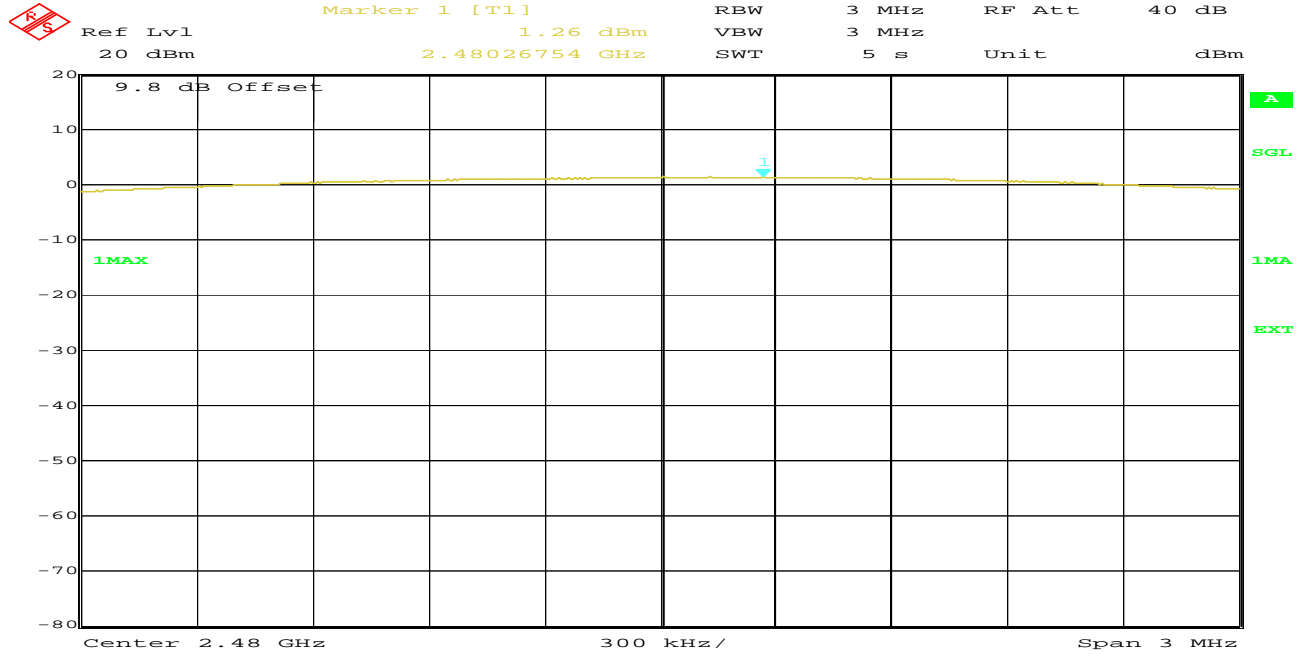 R S
Marker 1 [T1] RBW 3 MHz RF Att 40 dB
Ref Lvl 1.26 dBm VBW 3 MHz
20 dBm 2.48026754 GHz SWT 5 s Unit dBm
20
9.8 dB Offset
A
10
1
SGL
0
-10
1MAX
1MA
-20
EXT
-30
-40
-50
-60
-70
-80
Center 2.48 GHz 300 kHz/ Span 3 MHz